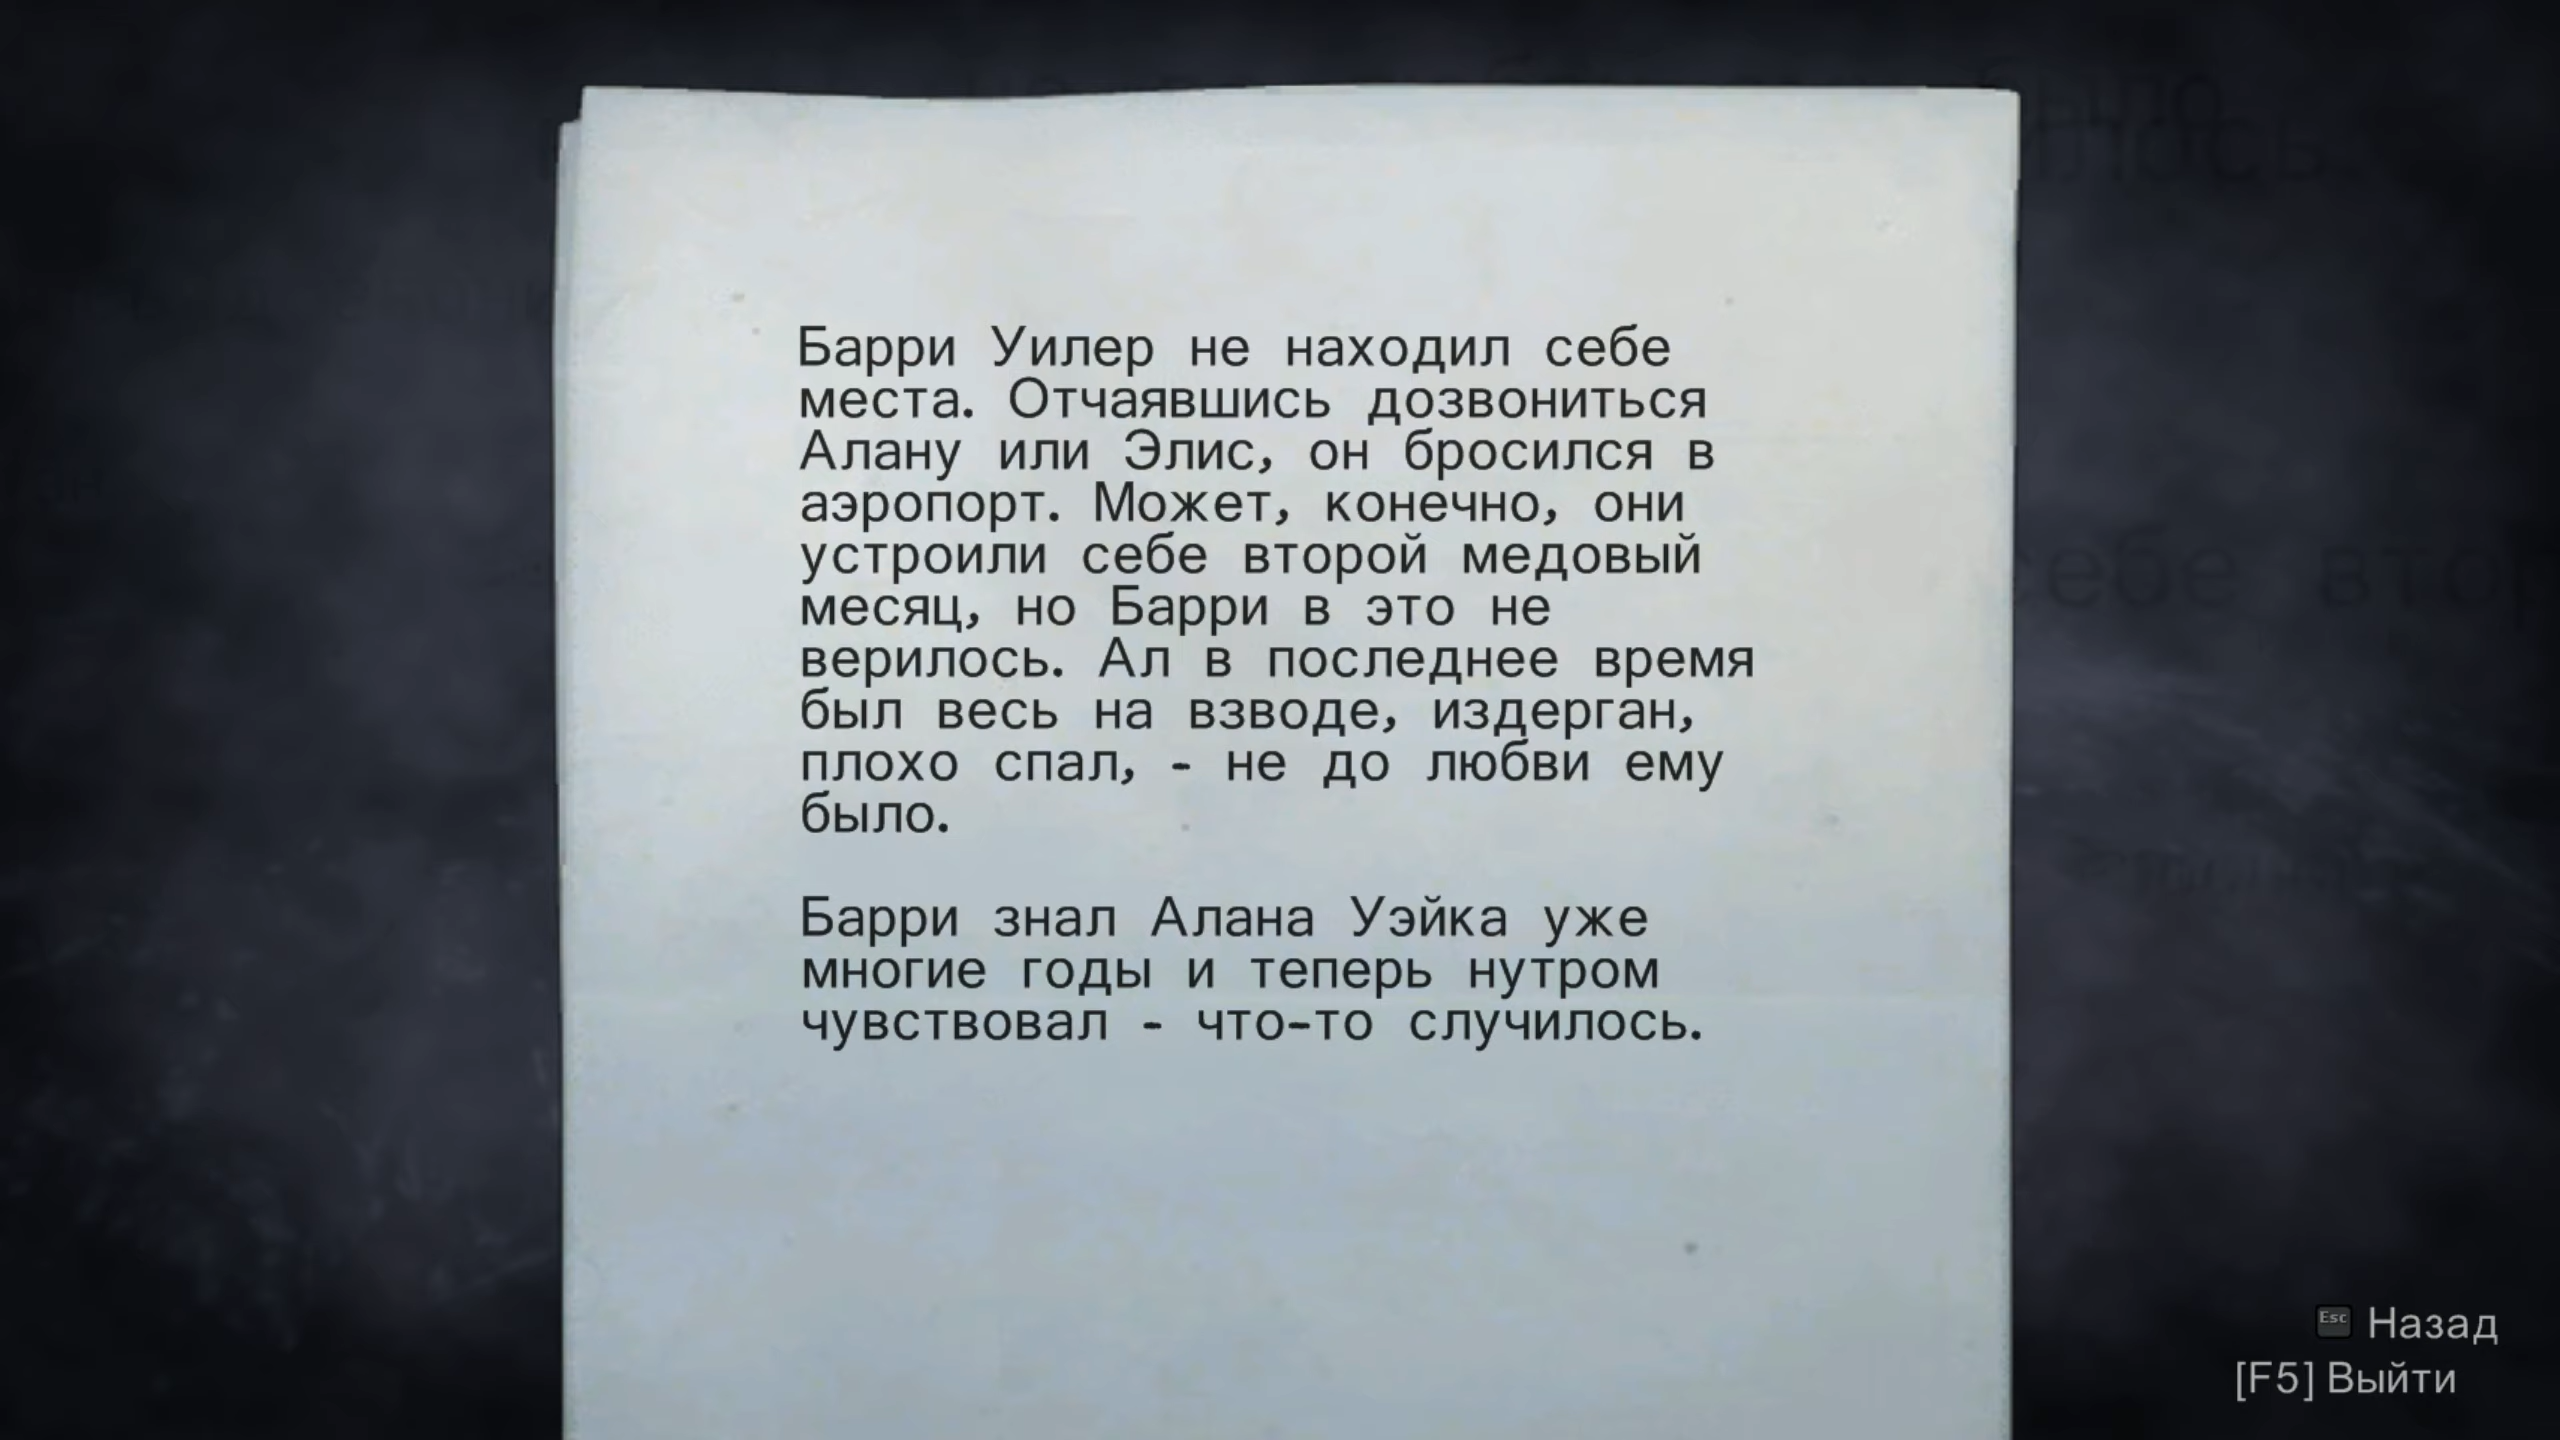 Барри Уилер не находил себе
места. Отчаявшись дозвониться
Алану или Элис, он бросился в
аэропорт. Может, конечно, они
устроили себе второй медовый
месяц, но Барри в это не
верилось. Ал в последнее время
был весь на взводе, издерган,
плохо спал, - не до любви ему
было.
Барри знал Алана Уэйка уже
многие годы и теперь нутром
чувствовал - что-то случилось.
Esc Назад
[F5] Выйти